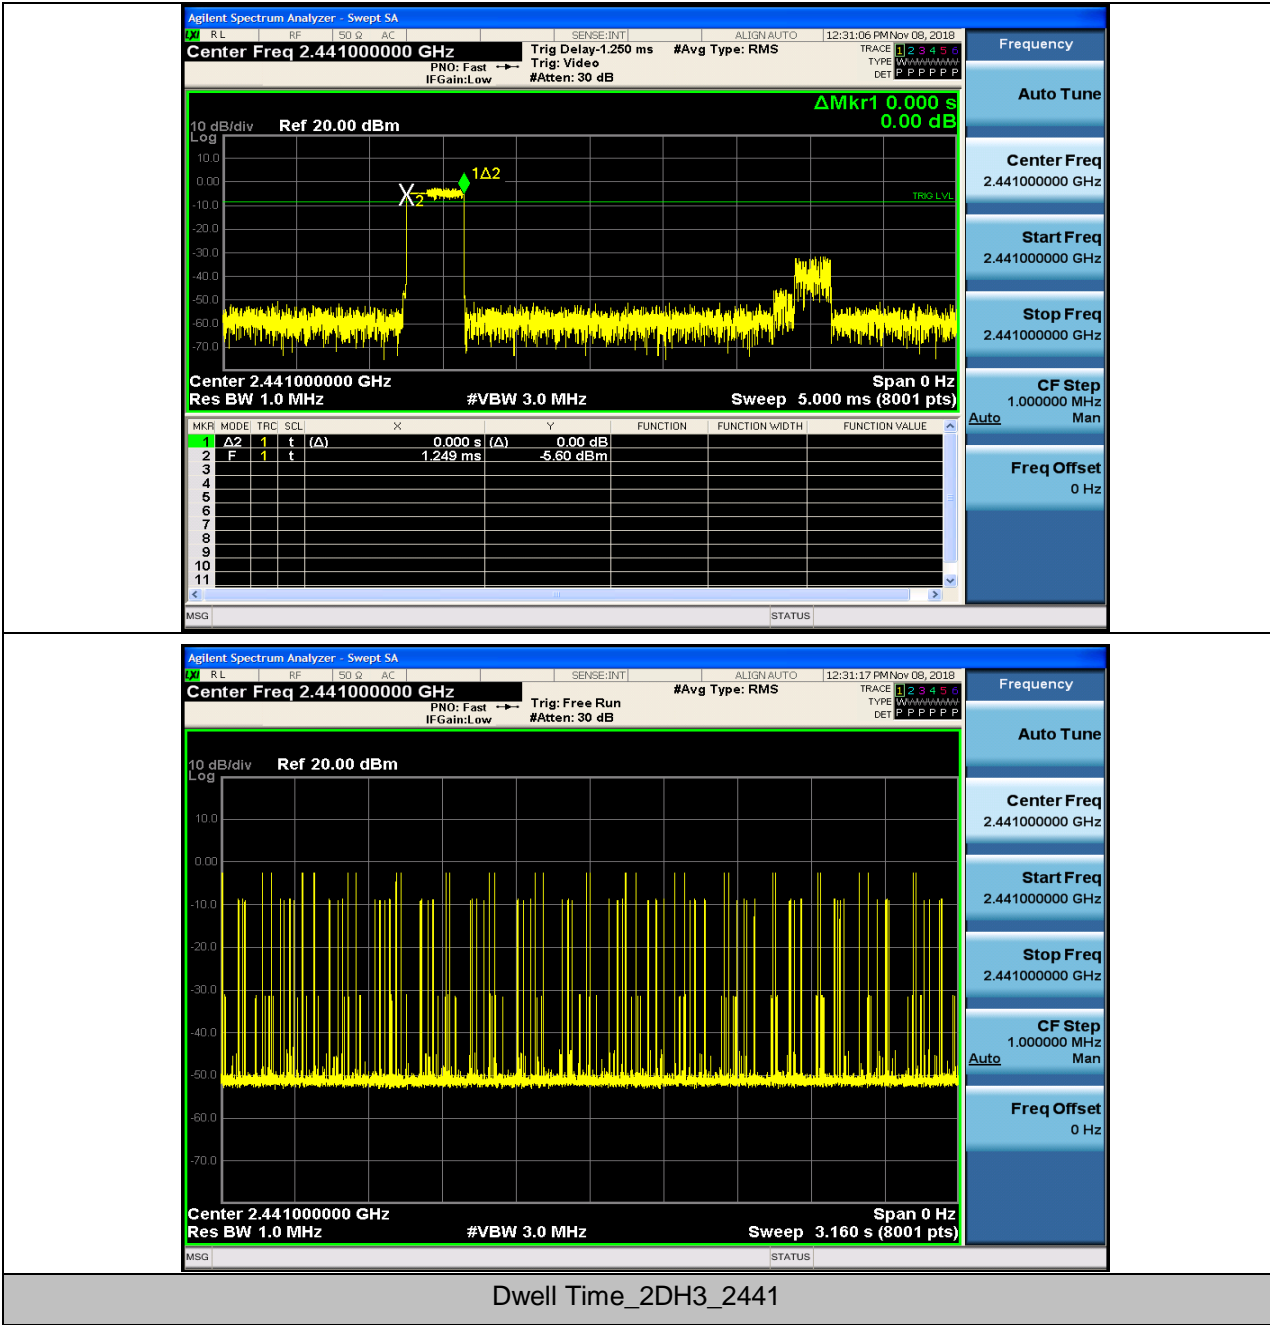 Agilent Spectrum Analyzer - Swept SA
LXI RL RF 50 Ω AC SENSE:INT ALIGN AUTO 12:31:06 PM Nov 08, 2018
Center Freq 2.441000000 GHz
PNO: Fast
IFGain:Low
Trig Delay-1.250 ms
Trig: Video
#Atten: 30 dB
#Avg Type: RMS
TRACE 1 2 3 4 5 6
TYPE
DET P P P P P P
ΔMkr1 0.000 s
0.00 dB
10 dB/div Ref 20.00 dBm
Log
10.0
0.00
-10.0
-20.0
-30.0
-40.0
-50.0
-60.0
-70.0
1Δ2
X2
TRIG LVL
Center 2.441000000 GHz Span 0 Hz
Res BW 1.0 MHz #VBW 3.0 MHz Sweep 5.000 ms (8001 pts)
MKR MODE TRC SCL X Y FUNCTION FUNCTION WIDTH FUNCTION VALUE
1 Δ2 1 t (Δ) 0.000 s (Δ) 0.00 dB
2 F 1 t 1.249 ms -5.60 dBm
3
4
5
6
7
8
9
10
11
MSG STATUS
Frequency
Auto Tune
Center Freq
2.441000000 GHz
Start Freq
2.441000000 GHz
Stop Freq
2.441000000 GHz
CF Step
1.000000 MHz
Auto Man
Freq Offset
0 Hz
Agilent Spectrum Analyzer - Swept SA
LXI RL RF 50 Ω AC SENSE:INT ALIGN AUTO 12:31:17 PM Nov 08, 2018
Center Freq 2.441000000 GHz
PNO: Fast
IFGain:Low
Trig: Free Run
#Atten: 30 dB
#Avg Type: RMS
TRACE 1 2 3 4 5 6
TYPE
DET P P P P P P
10 dB/div Ref 20.00 dBm
Log
10.0
0.00
-10.0
-20.0
-30.0
-40.0
-50.0
-60.0
-70.0
Center 2.441000000 GHz Span 0 Hz
Res BW 1.0 MHz #VBW 3.0 MHz Sweep 3.160 s (8001 pts)
MSG STATUS
Frequency
Auto Tune
Center Freq
2.441000000 GHz
Start Freq
2.441000000 GHz
Stop Freq
2.441000000 GHz
CF Step
1.000000 MHz
Auto Man
Freq Offset
0 Hz
Dwell Time_2DH3_2441